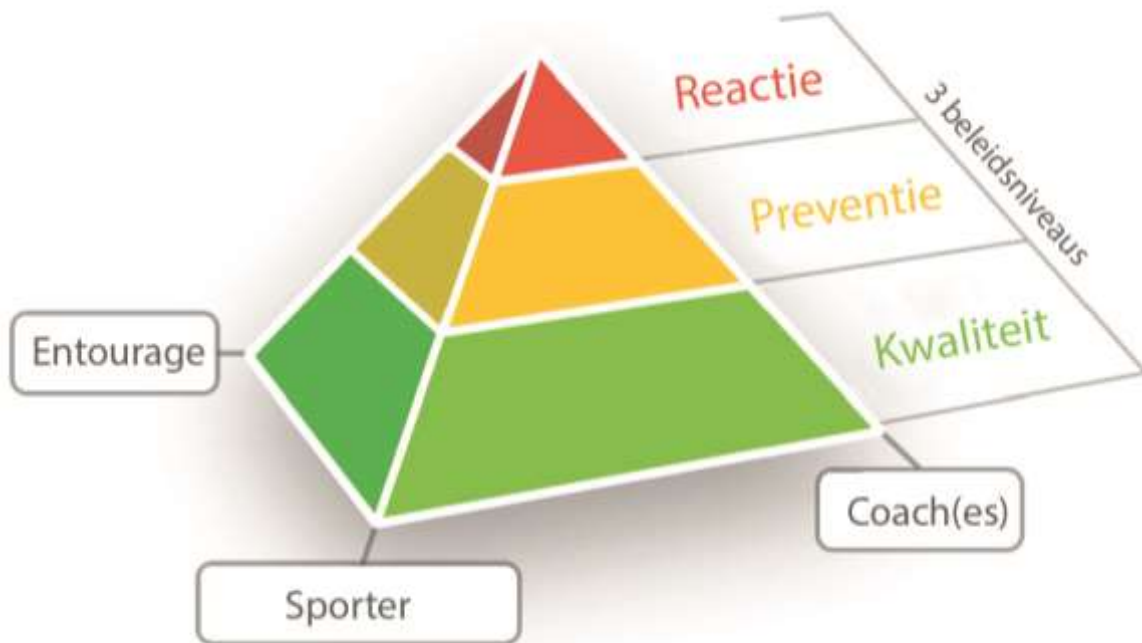 Reactie
3 beleidsniveaus
Preventie
Kwaliteit
Entourage
Coach(es)
Sporter